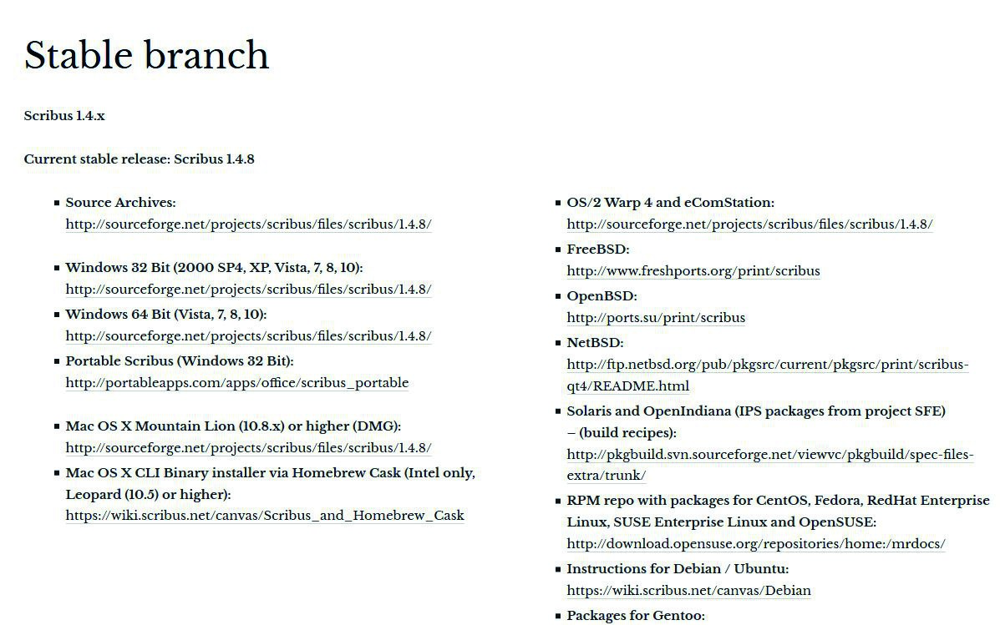 Stable branch
Scribus 1.4.x
Current stable release: Scribus 1.4.8
Source Archives:
http://sourceforge.net/projects/scribus/files/scribus/1.4.8/
Windows 32 Bit (2000 SP4, XP, Vista, 7, 8, 10):
http://sourceforge.net/projects/scribus/files/scribus/1.4.8/
Windows 64 Bit (Vista, 7, 8, 10):
http://sourceforge.net/projects/scribus/files/scribus/1.4.8/
Portable Scribus (Windows 32 Bit):
http://portableapps.com/apps/office/scribus_portable
Mac OS X Mountain Lion (10.8.x) or higher (DMG):
http://sourceforge.net/projects/scribus/files/scribus/1.4.8/
Mac OS X CLI Binary installer via Homebrew Cask (Intel only,
Leopard (10.5) or higher):
https://wiki.scribus.net/canvas/Scribus_and_Homebrew_Cask
OS/2 Warp 4 and eComStation:
http://sourceforge.net/projects/scribus/files/scribus/1.4.8/
FreeBSD:
http://www.freshports.org/print/scribus
OpenBSD:
http://ports.su/print/scribus
NetBSD:
http://ftp.netbsd.org/pub/pkgsrc/current/pkgsrc/print/scribus-
qt4/README.html
Solaris and OpenIndiana (IPS packages from project SFE)
– (build recipes):
http://pkgbuild.svn.sourceforge.net/viewvc/pkgbuild/spec-files-
extra/trunk/
RPM repo with packages for CentOS, Fedora, RedHat Enterprise
Linux, SUSE Enterprise Linux and OpenSUSE:
http://download.opensuse.org/repositories/home:/mrdocs/
Instructions for Debian / Ubuntu:
https://wiki.scribus.net/canvas/Debian
Packages for Gentoo: